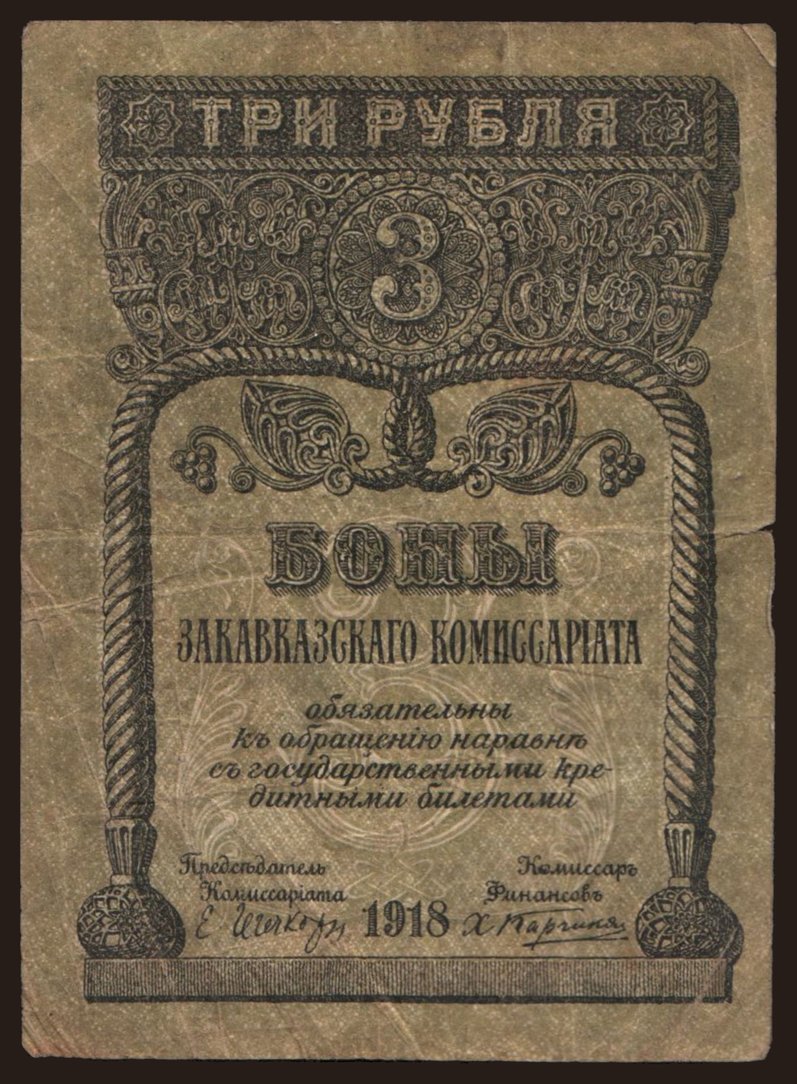 ТРИ РУБЛЯ
3
БОНЫ
ЗАКАВКАЗСКАГО КОМИССАРІАТА
обязательны
къ обращенію наравнѣ
съ государственными кре-
дитными билетами
Предсѣдатель
Комиссаріата
Комиссаръ
Финансовъ
1918